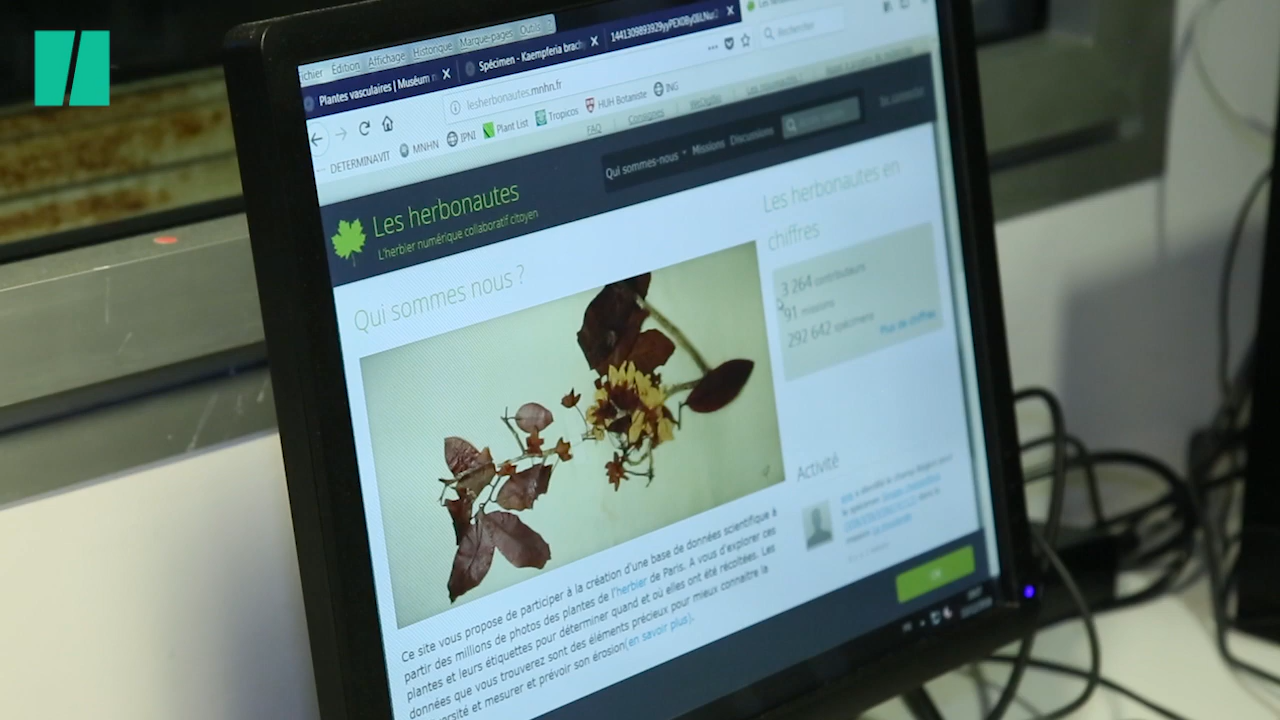 Fichier Édition Affichage Historique Marque-pages Outils ?
Plantes vasculaires | Muséum n
Spécimen - Kaempferia brach
lesherbonautes.mnhn.fr
Rechercher
DETERMINAVIT MNHN IPNI Plant List Tropicos HUH Botaniste ING
FAQ Consignes
Qui sommes-nous Missions Discussions
Les herbonautes
L'herbier numérique collaboratif citoyen
Qui sommes nous ?
Les herbonautes en
chiffres
3 264 contributeurs
91 missions
292 642 spécimens
Plus de chiffres
Activité
Ce site vous propose de participer à la création d'une base de données scientifique à
partir des millions de photos des plantes de l'herbier de Paris. A vous d'explorer ces
plantes et leurs étiquettes pour déterminer quand et où elles ont été récoltées. Les
données que vous trouverez sont des éléments précieux pour mieux connaître la
versité et mesurer et prévoir son érosion(en savoir plus).